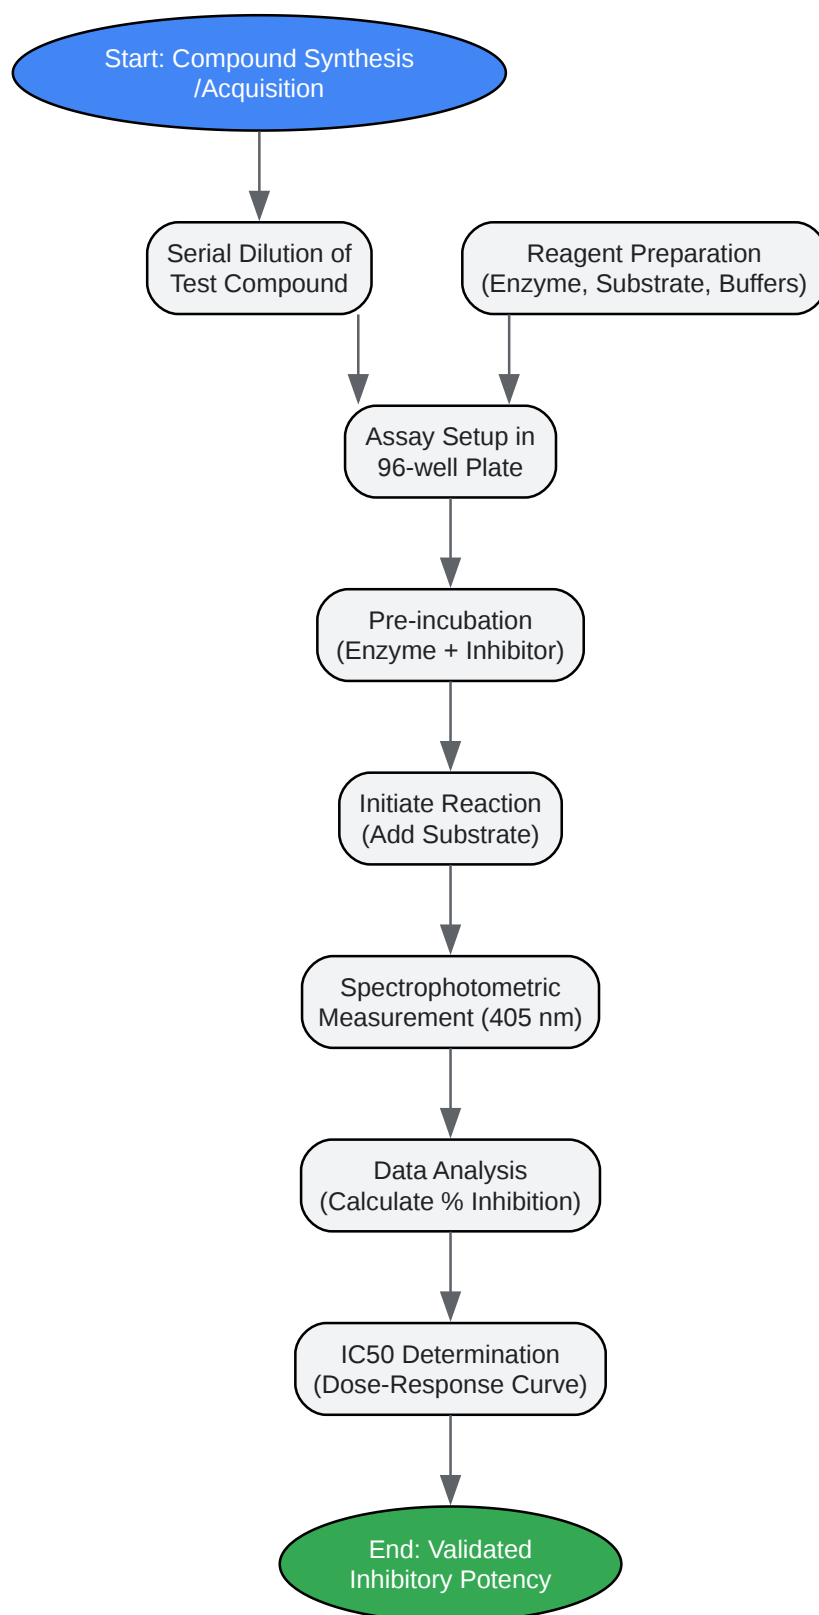 Start: Compound Synthesis
/Acquisition
Serial Dilution of
Test Compound
Reagent Preparation
(Enzyme, Substrate, Buffers)
Assay Setup in
96-well Plate
Pre-incubation
(Enzyme + Inhibitor)
Initiate Reaction
(Add Substrate)
Spectrophotometric
Measurement (405 nm)
Data Analysis
(Calculate % Inhibition)
IC50 Determination
(Dose-Response Curve)
End: Validated
Inhibitory Potency